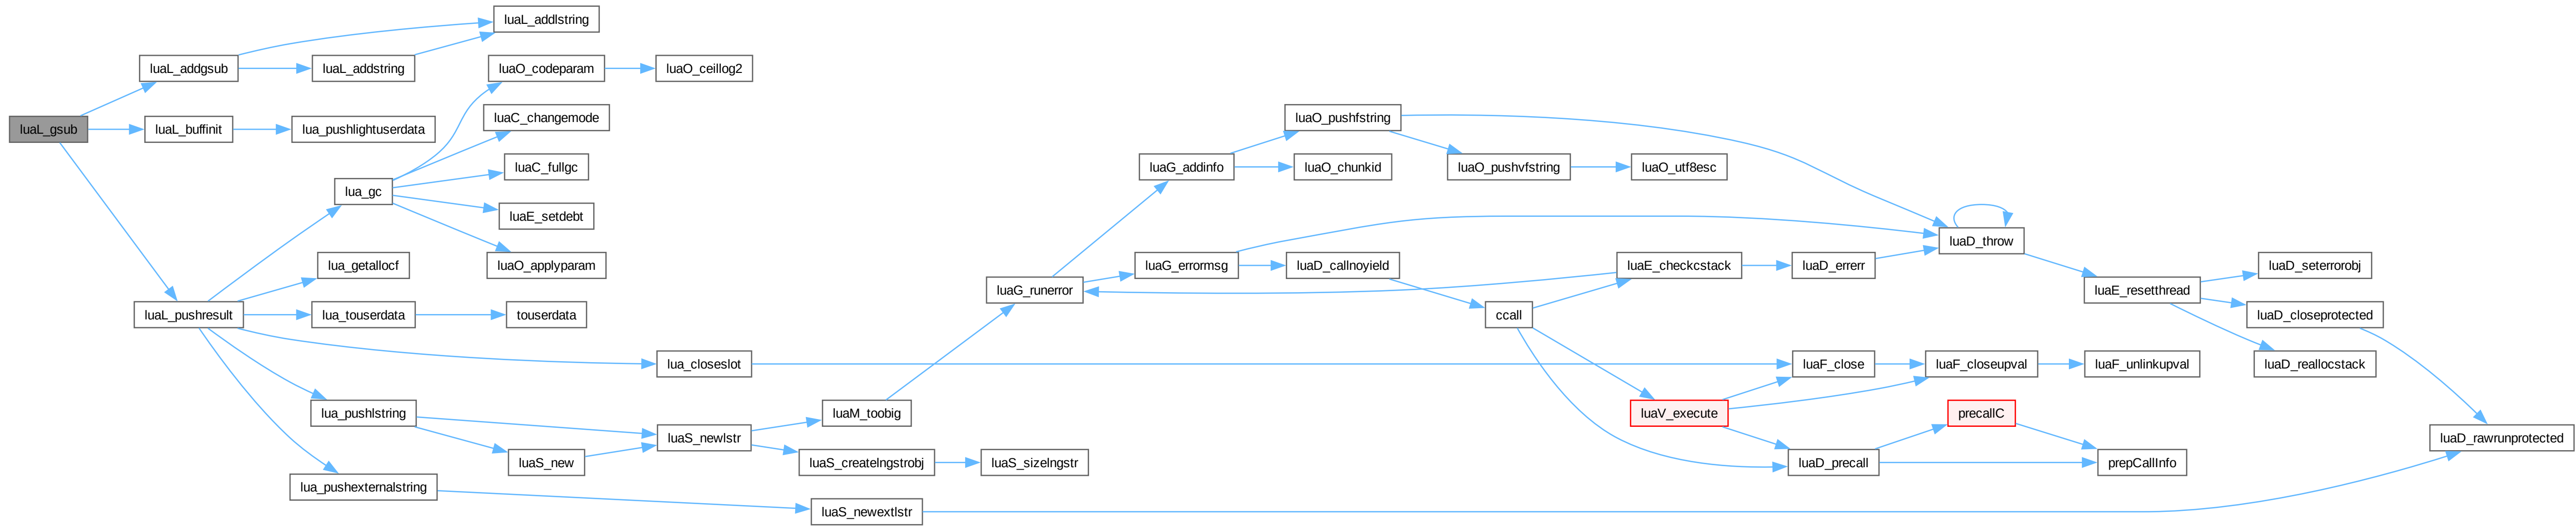 luaL_gsub
luaL_addgsub
luaL_addlstring
luaL_addstring
luaL_buffinit
lua_pushlightuserdata
luaL_pushresult
lua_gc
luaO_codeparam
luaO_ceillog2
luaC_changemode
luaC_fullgc
luaE_setdebt
luaO_applyparam
lua_getallocf
lua_touserdata
touserdata
lua_closeslot
lua_pushlstring
luaS_new
luaS_newlstr
lua_pushexternalstring
luaS_newextlstr
luaM_toobig
luaS_createlngstrobj
luaS_sizelngstr
luaG_runerror
luaG_addinfo
luaO_pushfstring
luaO_chunkid
luaO_pushvfstring
luaO_utf8esc
luaG_errormsg
luaD_callnoyield
ccall
luaE_checkcstack
luaD_errerr
luaD_throw
luaE_resetthread
luaD_seterrorobj
luaD_closeprotected
luaD_reallocstack
luaF_close
luaF_closeupval
luaF_unlinkupval
luaV_execute
luaD_precall
precallC
prepCallInfo
luaD_rawrunprotected